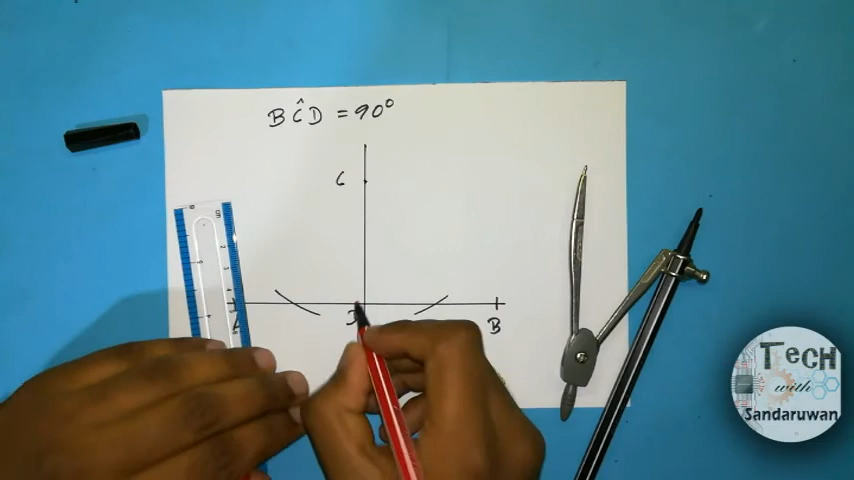 BĈD = 90°
C
D
B
TecH
with
Sandaruwan